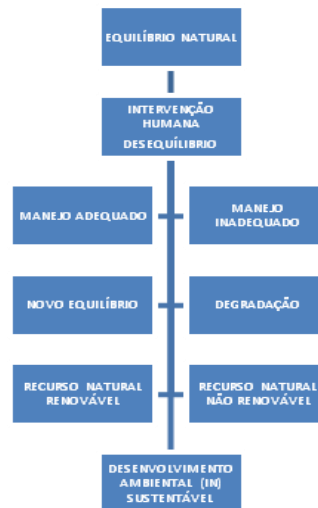 EQUILÍBRIO NATURAL
INTERVENÇÃO
HUMANA
DESEQUÍLIBRIO
MANEJO ADEQUADO
MANEJO
INADEQUADO
NOVO EQUILÍBRIO
DEGRADAÇÃO
RECURSO NATURAL
RENOVÁVEL
RECURSO NATURAL
NÃO RENOVÁVEL
DESENVOLVIMENTO
AMBIENTAL (IN)
SUSTENTÁVEL